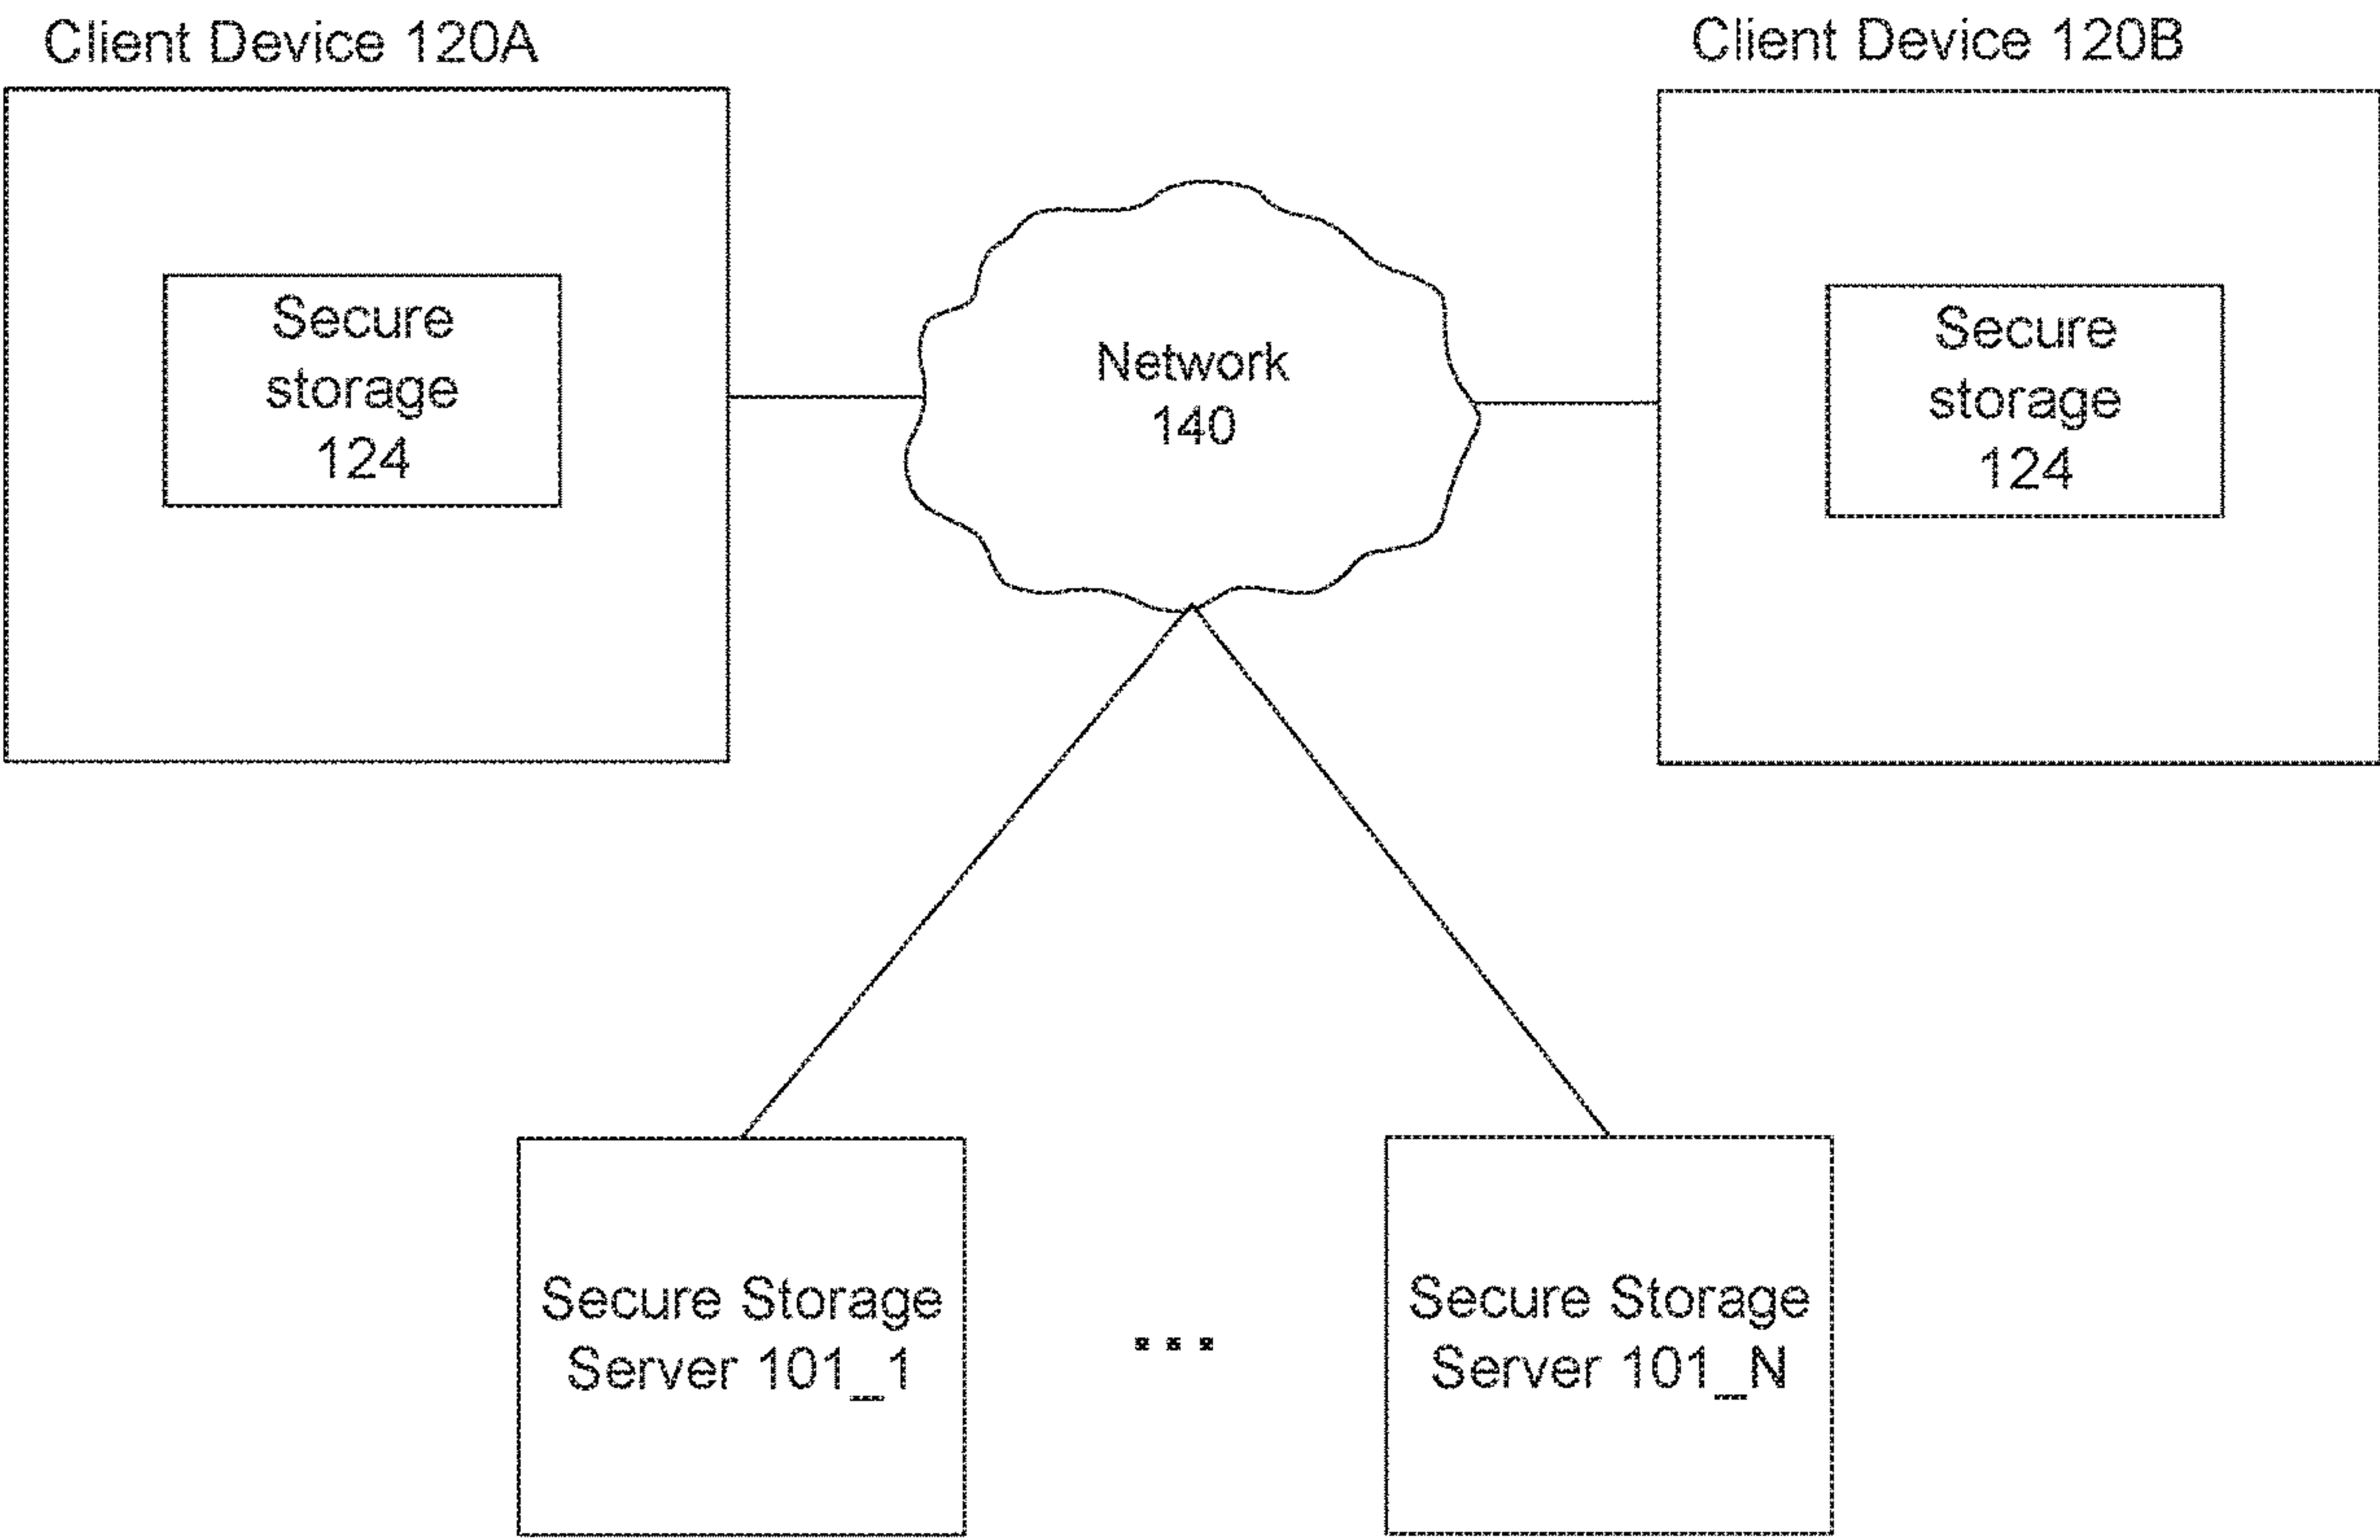 Client Device 120A
Client Device 120B
Secure
storage
124
Network
140
Secure
storage
124
Secure Storage
Server 101_1
...
Secure Storage
Server 101_N